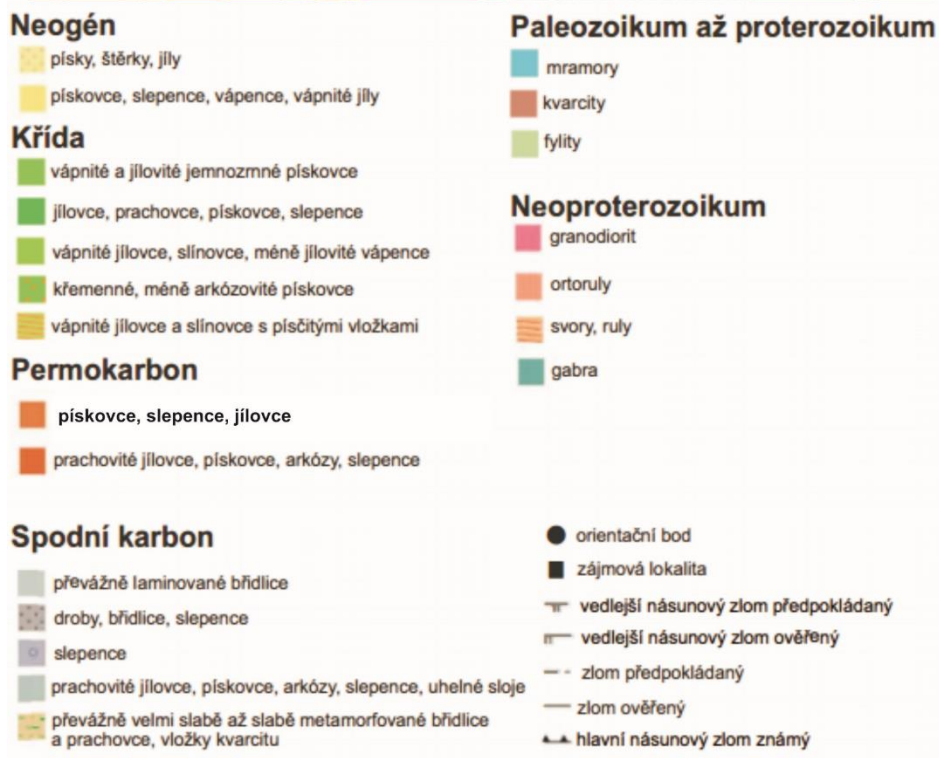 Neogén
písky, štěrky, jíly
pískovce, slepence, vápence, vápnité jíly
Křída
vápnité a jílovité jemnozrnné pískovce
jílovce, prachovce, pískovce, slepence
vápnité jílovce, slínovce, méně jílovité vápence
křemenné, méně arkózovité pískovce
vápnité jílovce a slínovce s písčitými vložkami
Permokarbon
pískovce, slepence, jílovce
prachovité jílovce, pískovce, arkózy, slepence
Spodní karbon
převážně laminované břidlice
droby, břidlice, slepence
slepence
prachovité jílovce, pískovce, arkózy, slepence, uhelné sloje
převážně velmi slabě až slabě metamorfované břidlice
a prachovce, vložky kvarcitu
Paleozoikum až proterozoikum
mramory
kvarcity
fylity
Neoproterozoikum
granodiorit
ortoruly
svory, ruly
gabra
orientační bod
zájmová lokalita
vedlejší násunový zlom předpokládaný
vedlejší násunový zlom ověřený
zlom předpokládaný
zlom ověřený
hlavní násunový zlom známý